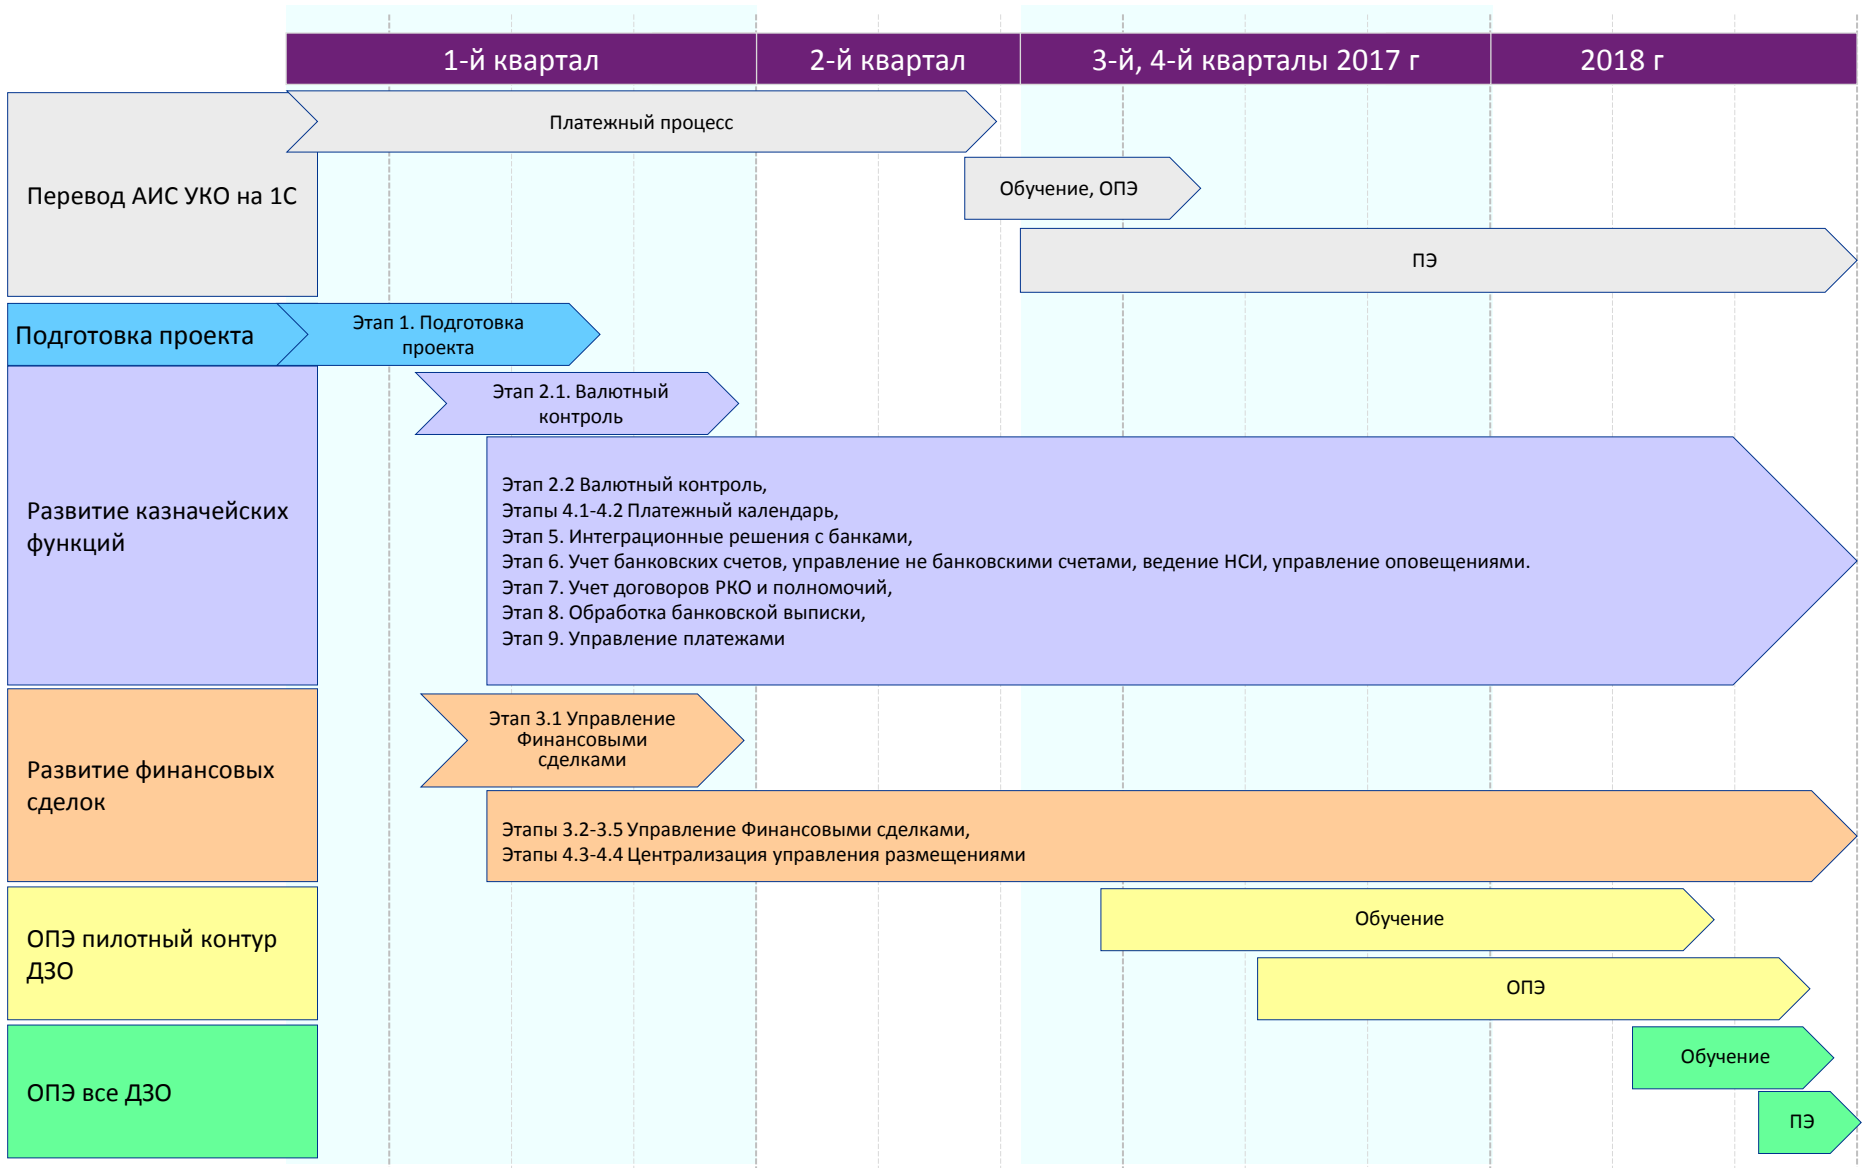 1-й квартал
2-й квартал
3-й, 4-й кварталы 2017 г
2018 г
Перевод АИС УКО на 1С
Платежный процесс
Обучение, ОПЭ
ПЭ
Подготовка проекта
Этап 1. Подготовка
проекта
Развитие казначейских
функций
Этап 2.1. Валютный
контроль
Этап 2.2 Валютный контроль,
Этапы 4.1-4.2 Платежный календарь,
Этап 5. Интеграционные решения с банками,
Этап 6. Учет банковских счетов, управление не банковскими счетами, ведение НСИ, управление оповещениями.
Этап 7. Учет договоров РКО и полномочий,
Этап 8. Обработка банковской выписки,
Этап 9. Управление платежами
Развитие финансовых
сделок
Этап 3.1 Управление
Финансовыми
сделками
Этапы 3.2-3.5 Управление Финансовыми сделками,
Этапы 4.3-4.4 Централизация управления размещениями
ОПЭ пилотный контур
ДЗО
Обучение
ОПЭ
ОПЭ все ДЗО
Обучение
ПЭ